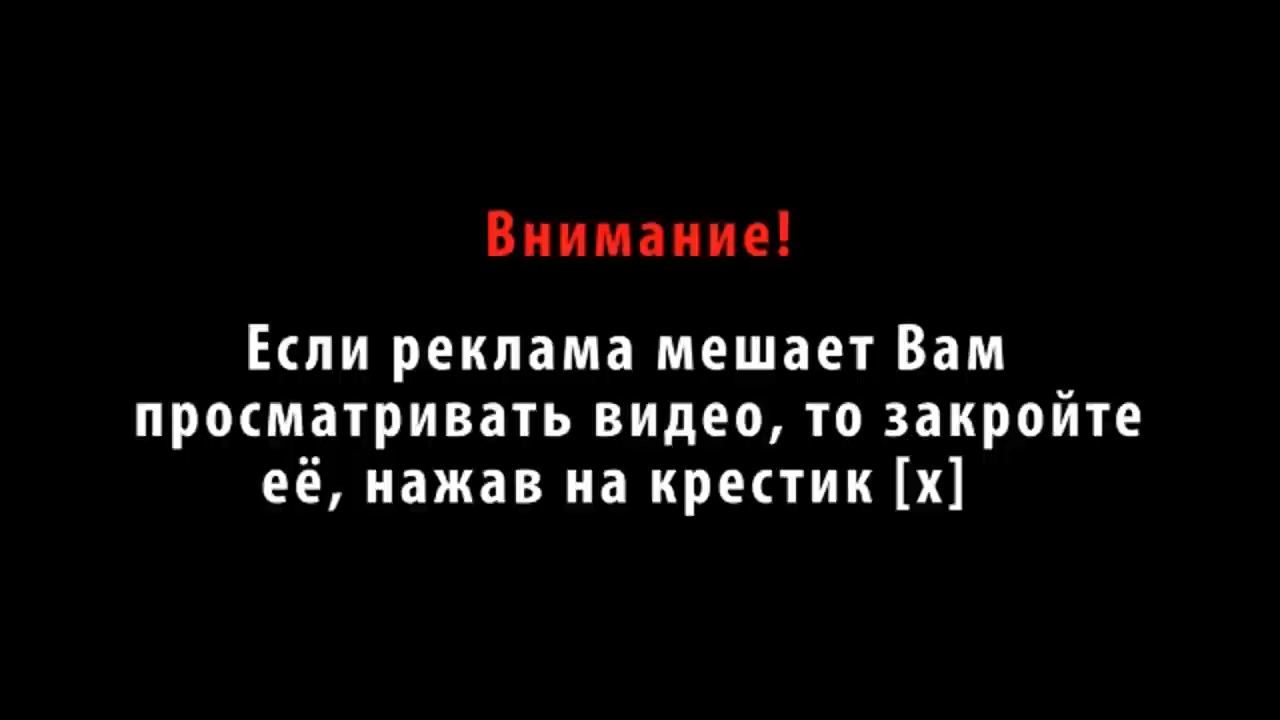 Внимание!
Если реклама мешает Вам
просматривать видео, то закройте
её, нажав на крестик [x]